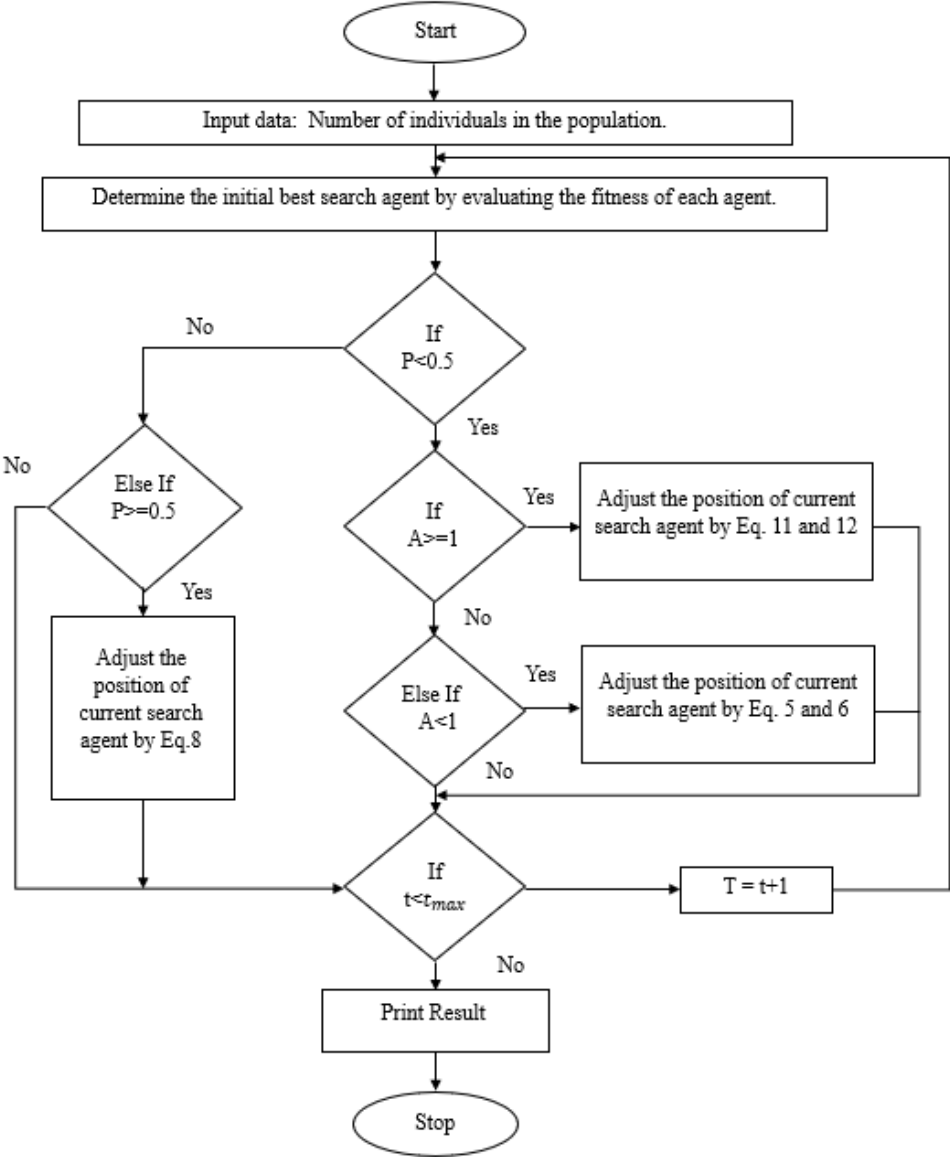 Start
Input data: Number of individuals in the population.
Determine the initial best search agent by evaluating the fitness of each agent.
If
P<0.5
No
Yes
Else If
P>=0.5
No
Yes
Adjust the
position of
current search
agent by Eq.8
If
A>=1
Yes
Adjust the position of current
search agent by Eq. 11 and 12
No
Else If
A<1
Yes
Adjust the position of current
search agent by Eq. 5 and 6
No
If
t<t_max
T = t+1
No
Print Result
Stop